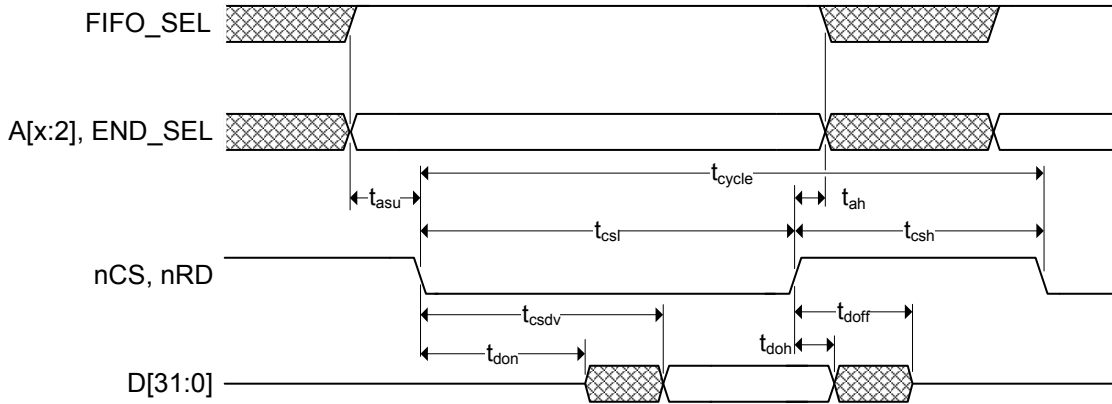 FIFO_SEL
A[x:2], END_SEL
tcycle
tasu
tah
tcsl
tcsh
nCS, nRD
tcsdv
tdoff
tdon
tdoh
D[31:0]